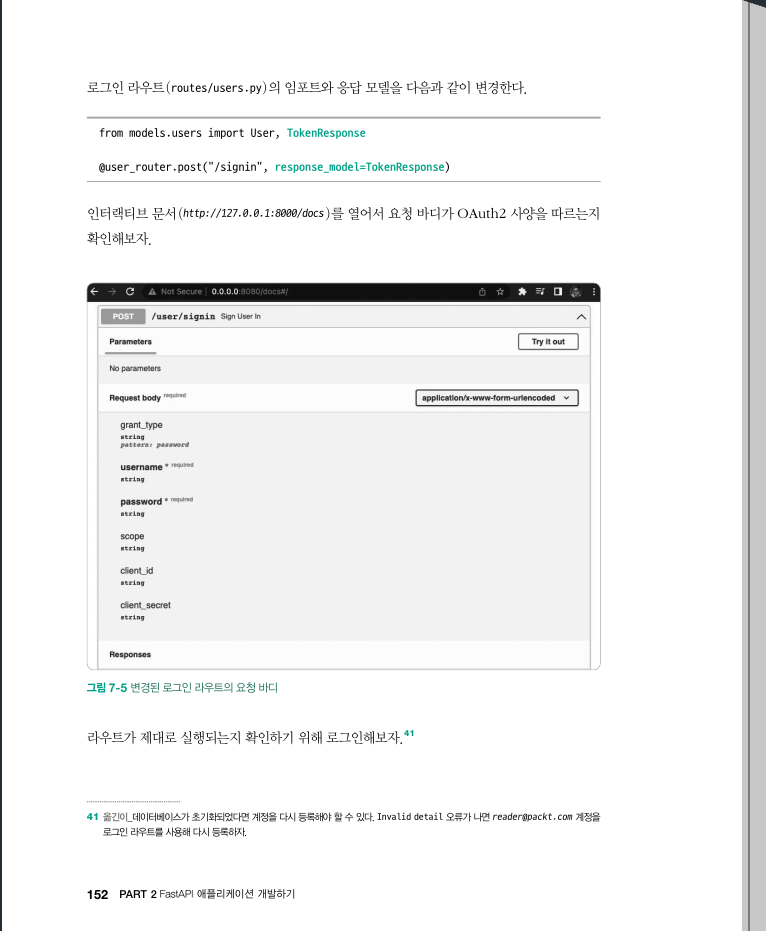 로그인 라우트(routes/users.py)의 임포트와 응답 모델을 다음과 같이 변경한다.
from models.users import User, TokenResponse
@user_router.post("/signin", response_model=TokenResponse)
인터랙티브 문서(http://127.0.0.1:8000/docs)를 열어서 요청 바디가 OAuth2 사양을 따르는지
확인해보자.
Not Secure | 0.0.0.0:8080/docs#/
POST /user/signin Sign User In
Parameters Try it out
No parameters
Request body required application/x-www-form-urlencoded
grant_type
string
pattern: password
username * required
string
password * required
string
scope
string
client_id
string
client_secret
string
Responses
그림 7-5 변경된 로그인 라우트의 요청 바디
라우트가 제대로 실행되는지 확인하기 위해 로그인해보자.41
41 옮긴이_데이터베이스가 초기화되었다면 계정을 다시 등록해야 할 수 있다. Invalid detail 오류가 나면 reader@packt.com 계정을
로그인 라우트를 사용해 다시 등록하자.
152 PART 2 FastAPI 애플리케이션 개발하기